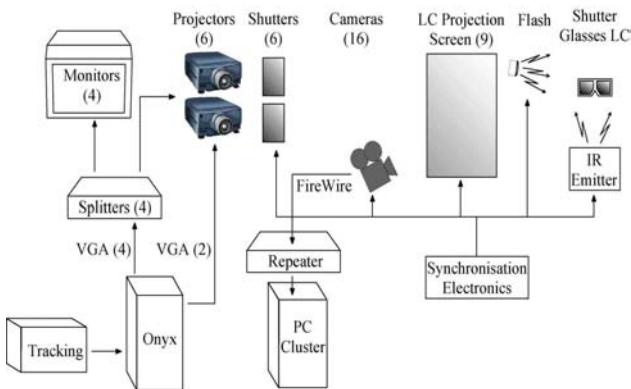 Projectors
(6)
Shutters
(6)
Cameras
(16)
LC Projection
Screen (9)
Flash
Shutter
Glasses LC
Monitors
(4)
FireWire
IR
Emitter
Splitters (4)
VGA (4)
VGA (2)
Repeater
Synchronisation
Electronics
Tracking
Onyx
PC
Cluster